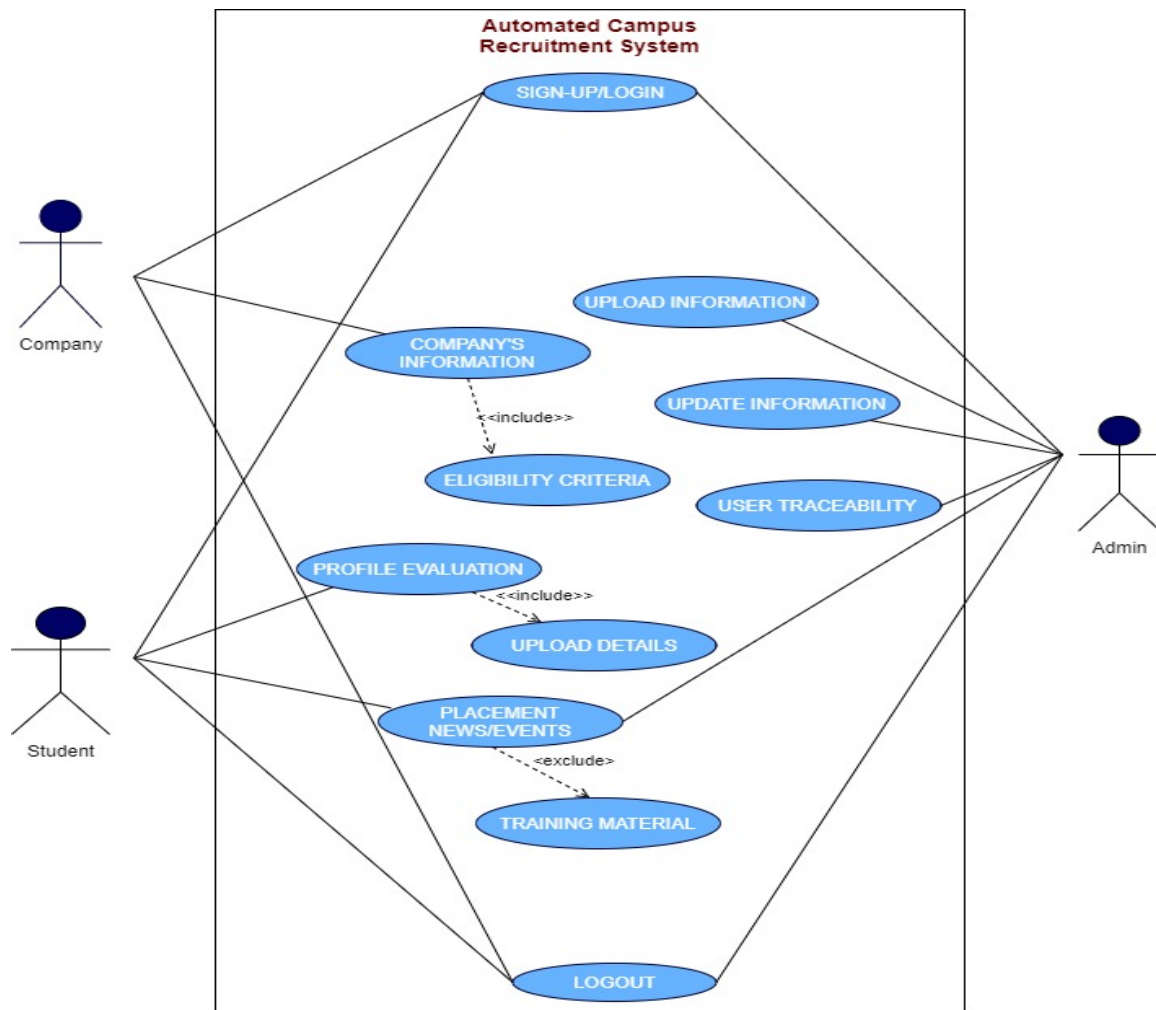 Automated Campus
Recruitment System
SIGN-UP/LOGIN
UPLOAD INFORMATION
Company
COMPANY'S
INFORMATION
UPDATE INFORMATION
<<include>>
ELIGIBILITY CRITERIA
USER TRACEABILITY
Admin
PROFILE EVALUATION
<<include>>
UPLOAD DETAILS
PLACEMENT
NEWS/EVENTS
Student
<exclude>
TRAINING MATERIAL
LOGOUT